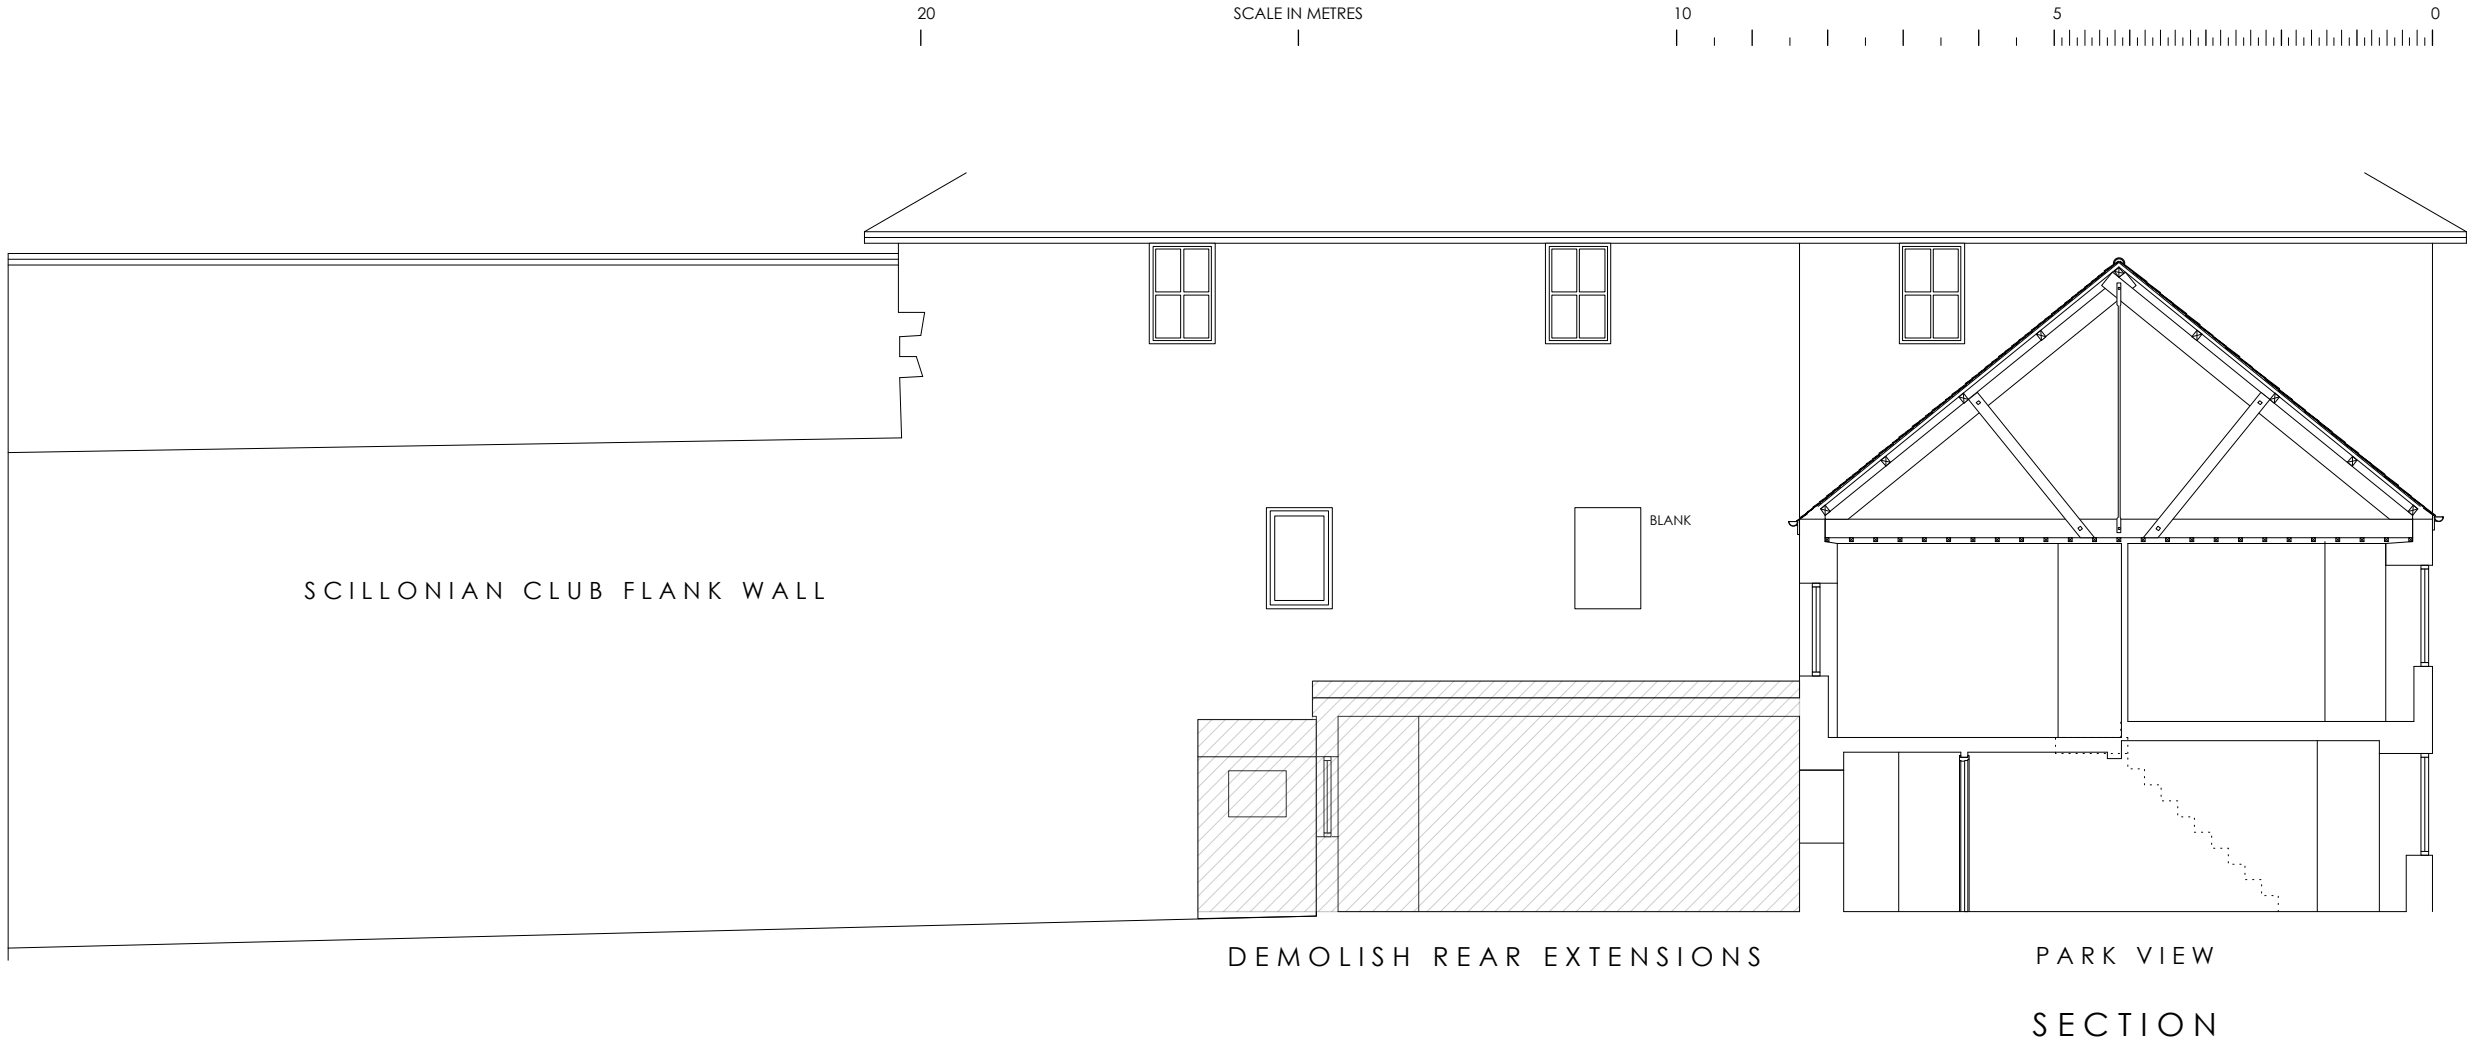 20 SCALE IN METRES 10 5 0
BLANK
SCILLONIAN CLUB FLANK WALL
DEMOLISH REAR EXTENSIONS
PARK VIEW
SECTION